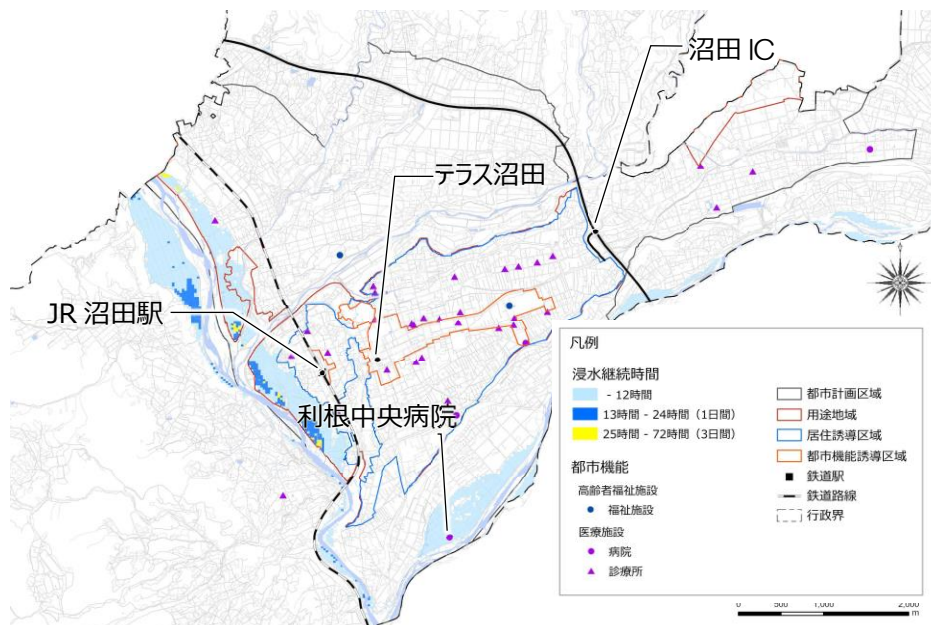 沼田 IC
テラス沼田
JR 沼田駅
利根中央病院
凡例
浸水継続時間
- 12時間
13時間 - 24時間（1日間）
25時間 - 72時間（3日間）
都市機能
高齢者福祉施設
福祉施設
医療施設
病院
診療所
都市計画区域
用途地域
居住誘導区域
都市機能誘導区域
鉄道駅
鉄道路線
行政界
0 500 1,000 2,000
m